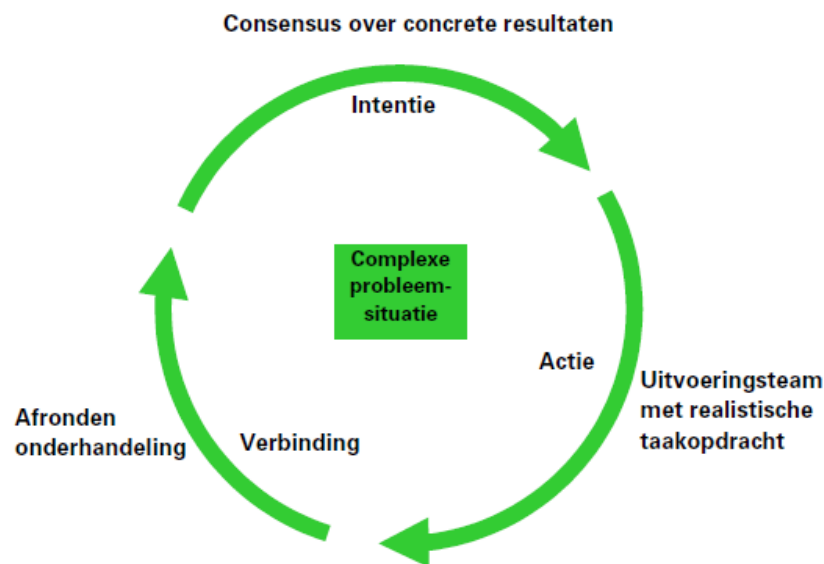 Consensus over concrete resultaten
Intentie
Complexe
probleem-
situatie
Actie
Uitvoeringsteam
met realistische
taakopdracht
Afronden
onderhandeling
Verbinding